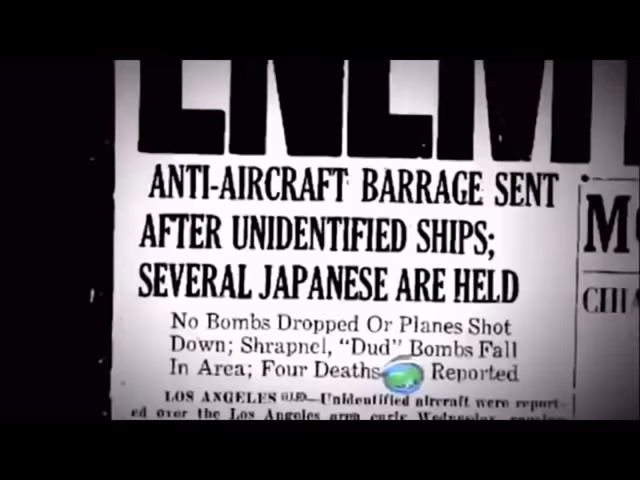 ENEM
ANTI-AIRCRAFT BARRAGE SENT
AFTER UNIDENTIFIED SHIPS;
SEVERAL JAPANESE ARE HELD
No Bombs Dropped Or Planes Shot
Down; Shrapnel, "Dud" Bombs Fall
In Area; Four Deaths Reported
LOS ANGELES (U.P.)—Unidentified aircraft were report-
ed over the Los Angeles area early Wednesday,
M
CHI